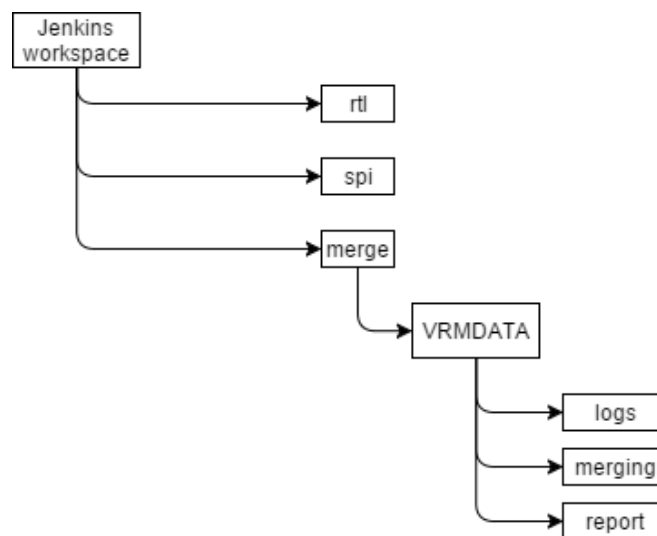 Jenkins
workspace
rtl
spi
merge
VRMDATA
logs
merging
report